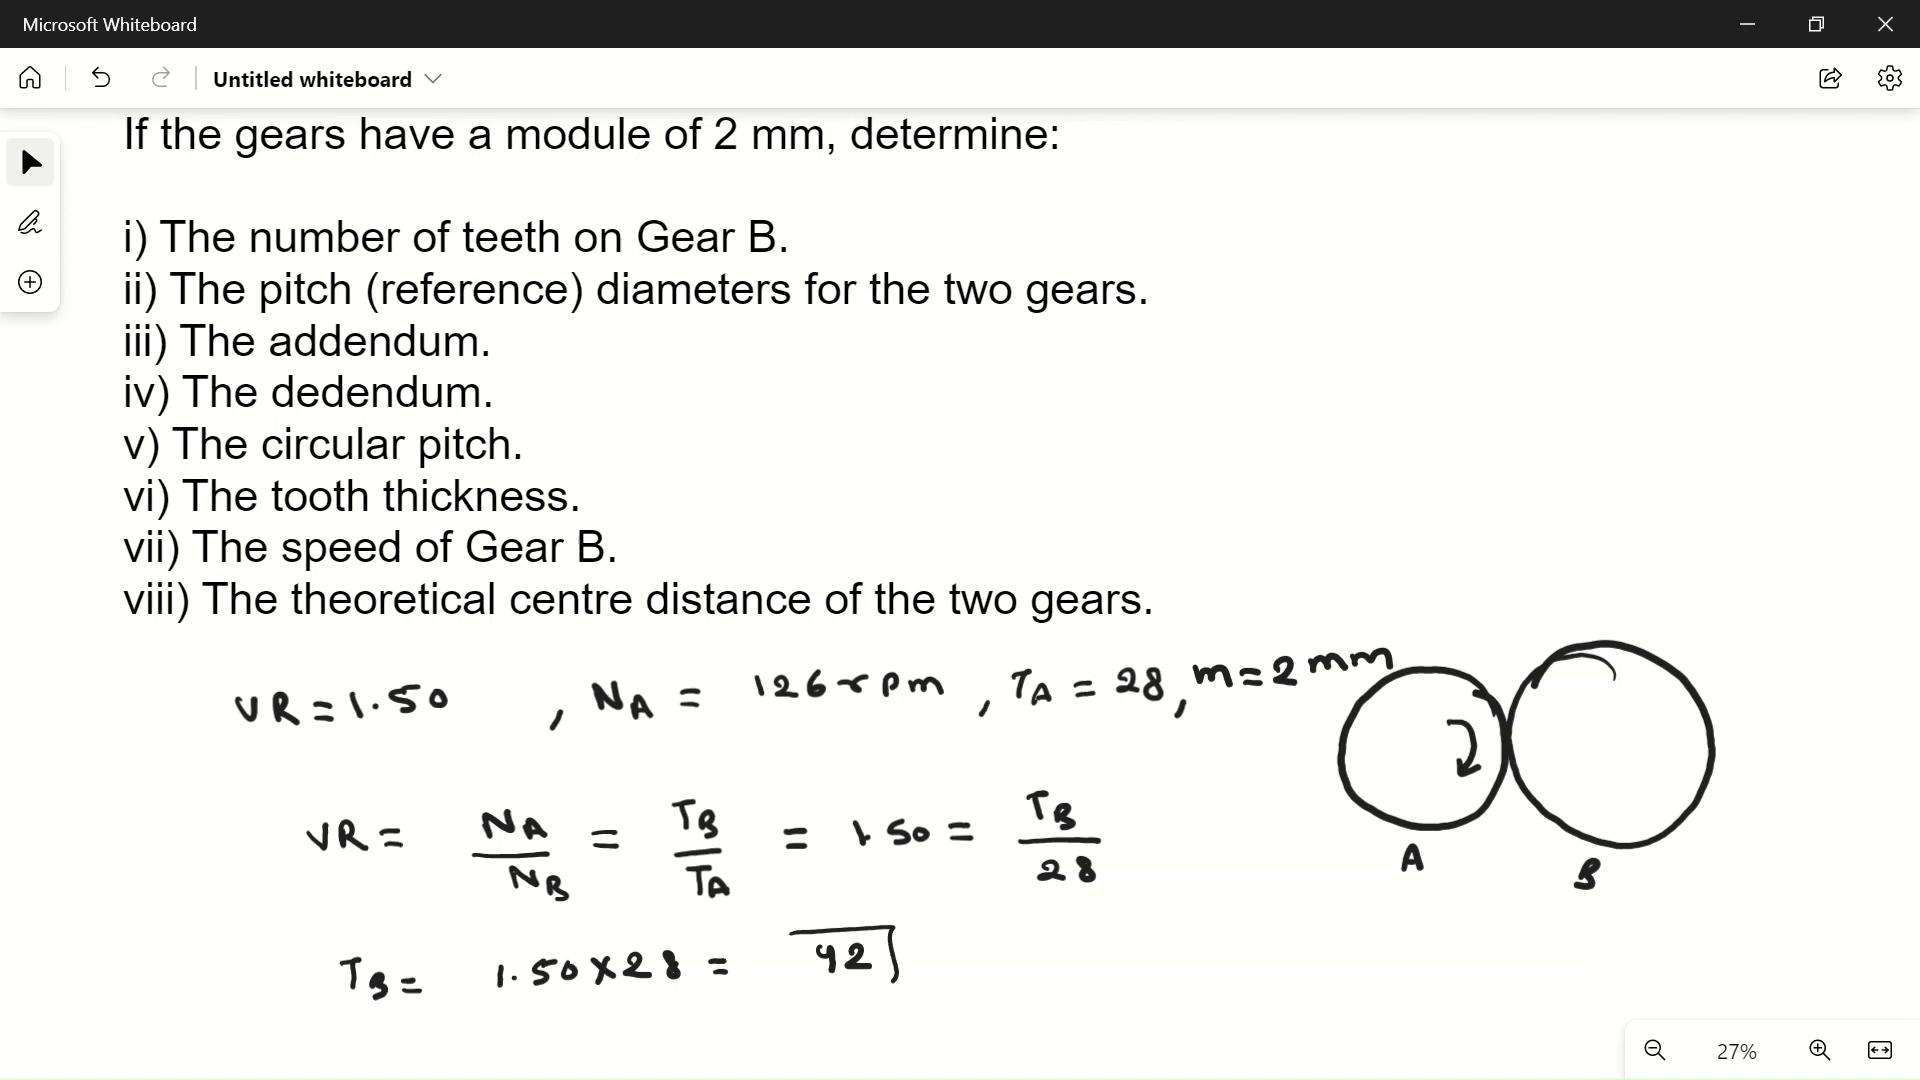 Microsoft Whiteboard
Untitled whiteboard
If the gears have a module of 2 mm, determine:
i) The number of teeth on Gear B.
ii) The pitch (reference) diameters for the two gears.
iii) The addendum.
iv) The dedendum.
v) The circular pitch.
vi) The tooth thickness.
vii) The speed of Gear B.
viii) The theoretical centre distance of the two gears.
VR = 1.50 , NA = 126 rpm , TA = 28 , m = 2 mm
VR = NA/NB = TB/TA = 1.50 = TB/28
A B
TB = 1.50 × 28 = 42
27%